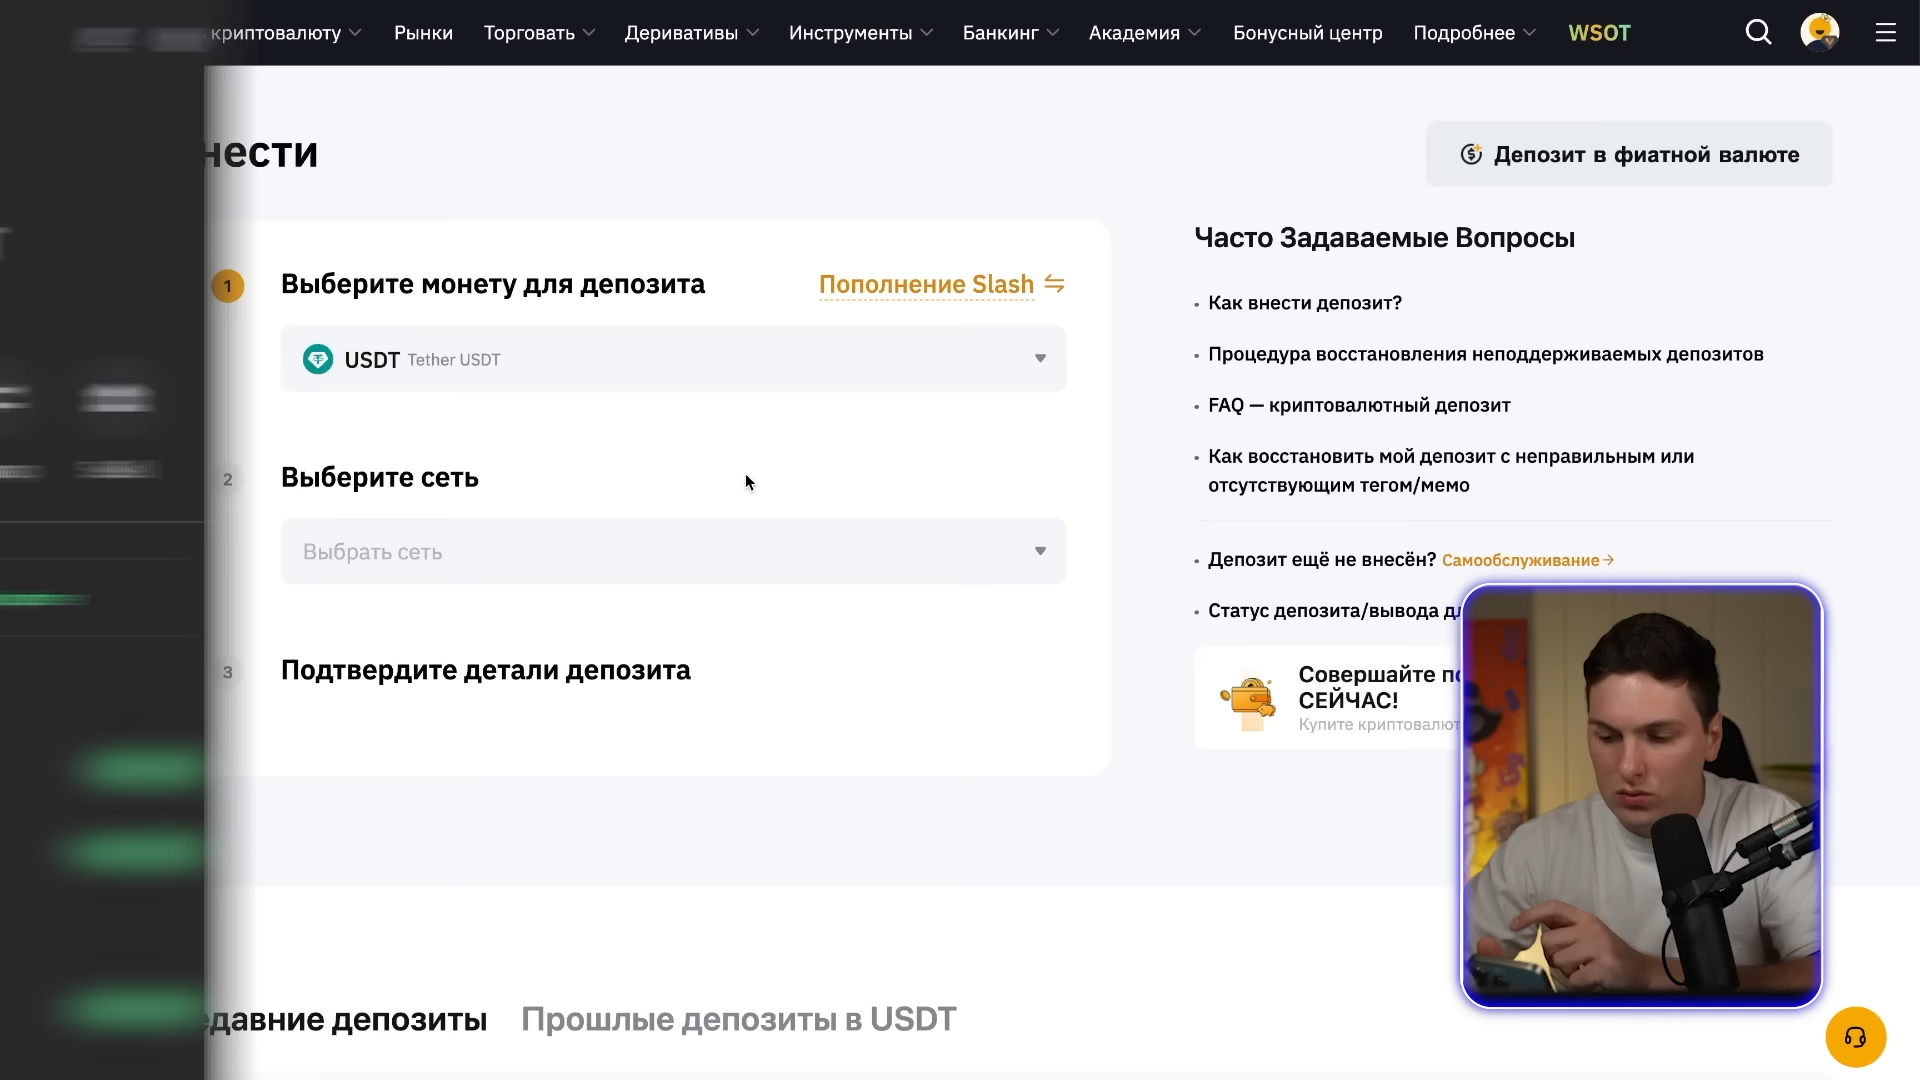 криптовалюту
Рынки
Торговать
Деривативы
Инструменты
Банкинг
Академия
Бонусный центр
Подробнее
WSOT
нести
Депозит в фиатной валюте
1
Выберите монету для депозита
Пополнение Slash
USDT Tether USDT
2
Выберите сеть
Выбрать сеть
3
Подтвердите детали депозита
Часто Задаваемые Вопросы
Как внести депозит?
Процедура восстановления неподдерживаемых депозитов
FAQ — криптовалютный депозит
Как восстановить мой депозит с неправильным или
отсутствующим тегом/мемо
Депозит ещё не внесён? Самообслуживание
Статус депозита/вывода
Совершайте
СЕЙЧАС!
Купите
едавние депозиты
Прошлые депозиты в USDT